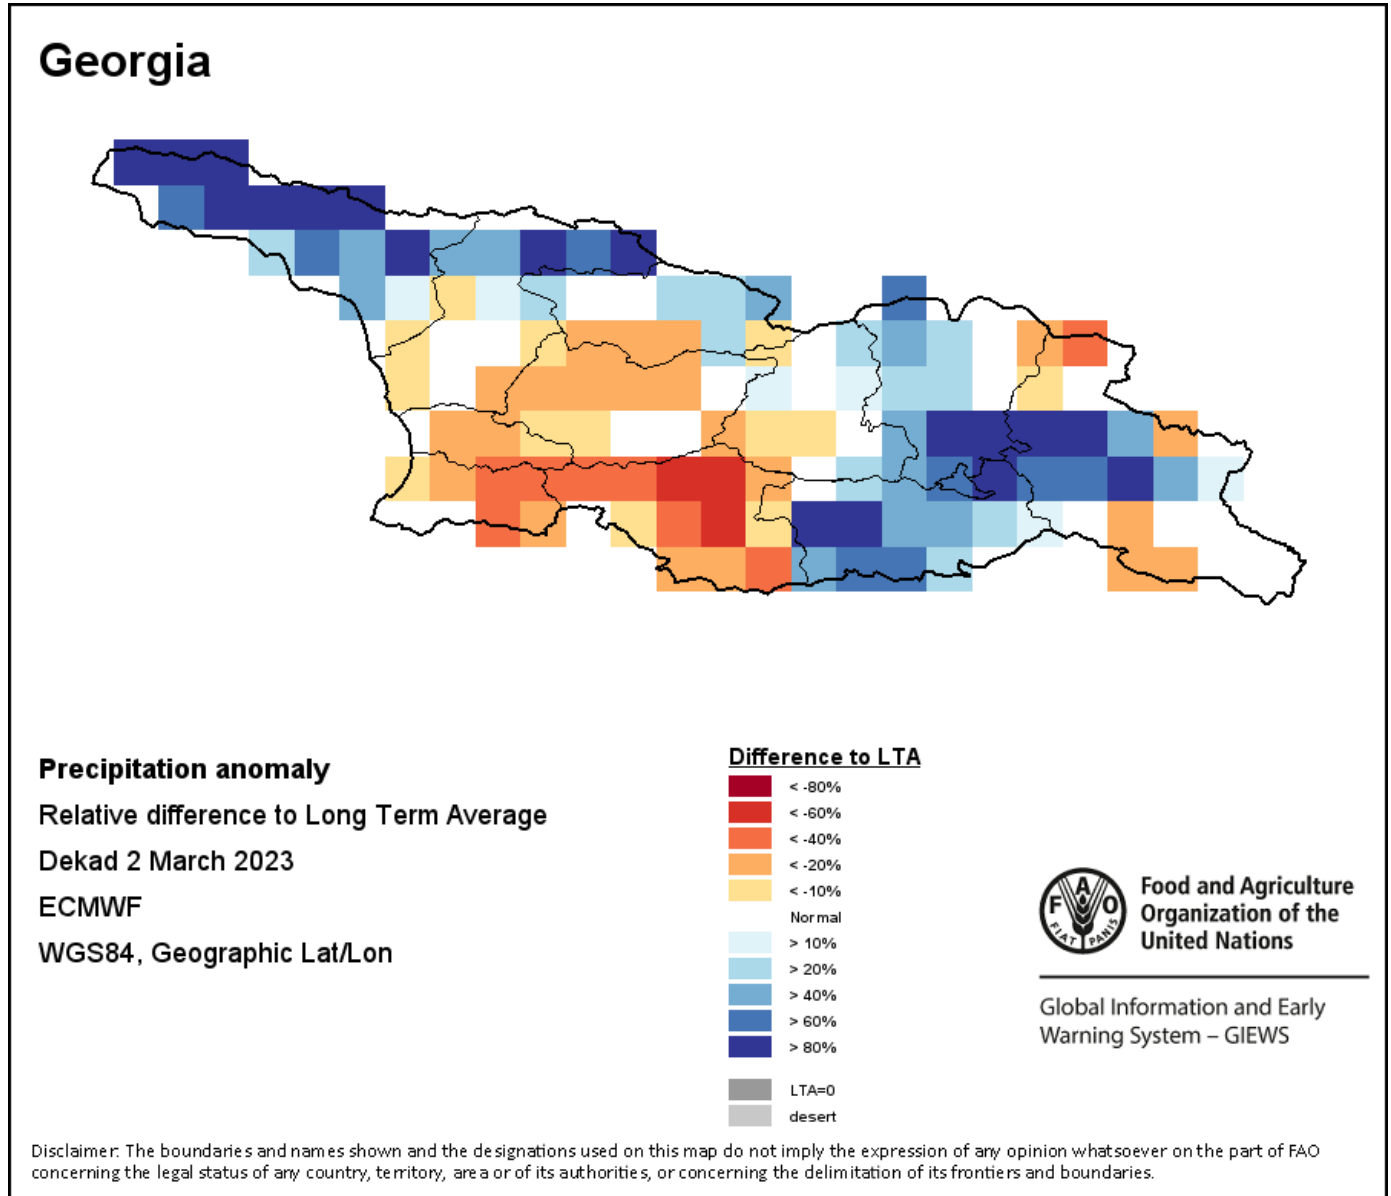 Georgia
Precipitation anomaly
Relative difference to Long Term Average
Dekad 2 March 2023
ECMWF
WGS84, Geographic Lat/Lon
Difference to LTA
< -80%
< -60%
< -40%
< -20%
< -10%
Normal
> 10%
> 20%
> 40%
> 60%
> 80%
LTA=0
desert
F A O
FIAT PANIS
Food and Agriculture
Organization of the
United Nations
Global Information and Early
Warning System – GIEWS
Disclaimer: The boundaries and names shown and the designations used on this map do not imply the expression of any opinion whatsoever on the part of FAO
concerning the legal status of any country, territory, area or of its authorities, or concerning the delimitation of its frontiers and boundaries.